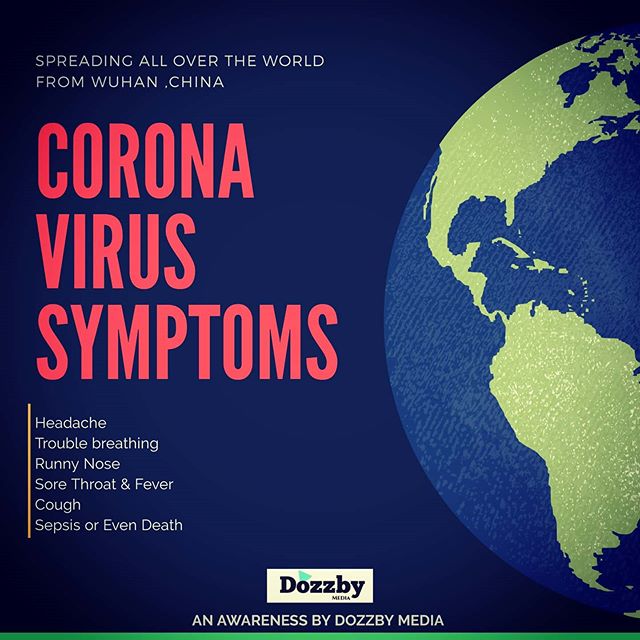 SPREADING ALL OVER THE WORLD
FROM WUHAN ,CHINA
CORONA
VIRUS
SYMPTOMS
Headache
Trouble breathing
Runny Nose
Sore Throat & Fever
Cough
Sepsis or Even Death
Dozzby
MEDIA
AN AWARENESS BY DOZZBY MEDIA